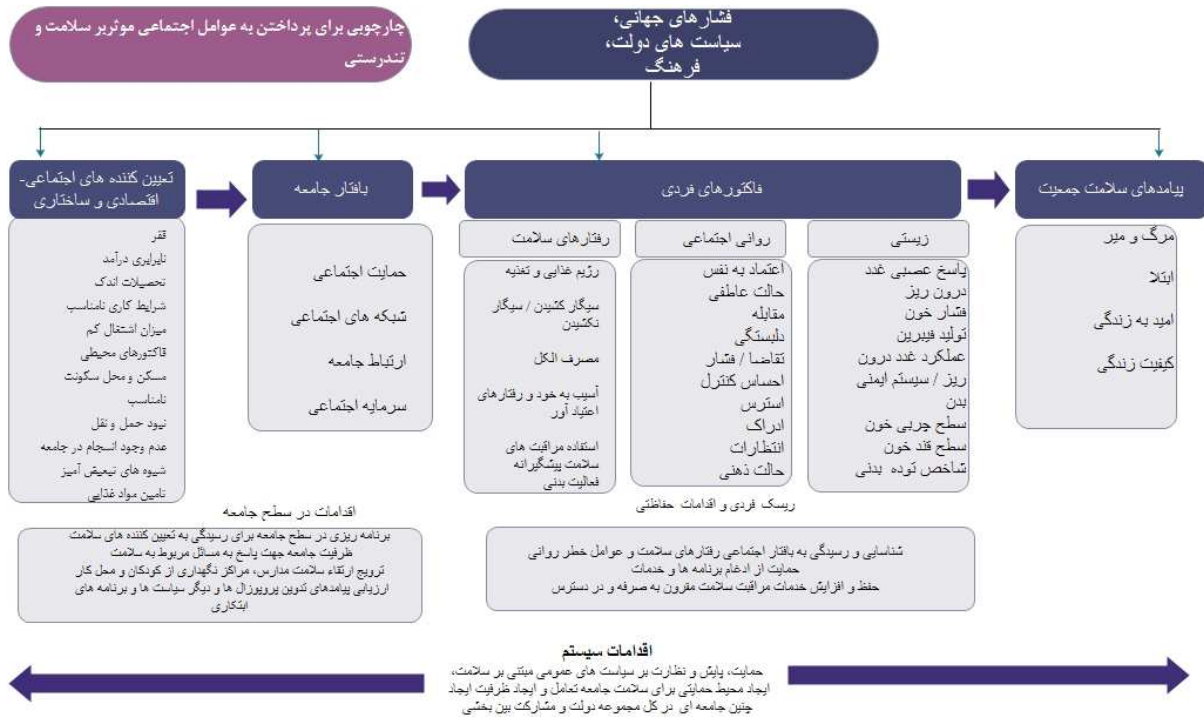 چارچوبی برای پرداختن به عوامل اجتماعی موثربر سلامت و
تندرستی
فشارهای جهانی،
سیاست های دولت،
فرهنگ
تعیین کننده های اجتماعی-
اقتصادی و ساختاری
فقر
نابرابری درآمد
تحصیلات اندک
شرایط کاری نامناسب
میزان اشتغال کم
فاکتورهای محیطی
مسکن و محل سکونت
نامناسب
نبود حمل و نقل
عدم وجود انسجام در جامعه
شیوه های تبعیض آمیز
تامین مواد غذایی
بافتار جامعه
حمایت اجتماعی
شبکه های اجتماعی
ارتباط جامعه
سرمایه اجتماعی
فاکتورهای فردی
رفتارهای سلامت
رژیم غذایی و تغذیه
سیگار کشیدن / سیگار
نکشیدن
مصرف الکل
آسیب به خود و رفتارهای
اعتیاد آور
استفاده مراقبت های
سلامت پیشگیرانه
فعالیت بدنی
روانی اجتماعی
اعتماد به نفس
حالت عاطفی
مقابله
دلبستگی
تقاضا / فشار
احساس کنترل
استرس
ادراک
انتظارات
حالت ذهنی
زیستی
پاسخ عصبی غدد
درون ریز
فشار خون
تولید فیبرین
عملکرد غدد درون
ریز / سیستم ایمنی
بدن
سطح چربی خون
سطح قند خون
شاخص توده بدنی
پیامدهای سلامت جمعیت
مرگ و میر
ابتلا
امید به زندگی
کیفیت زندگی
اقدامات در سطح جامعه
برنامه ریزی در سطح جامعه برای رسیدگی به تعیین کننده های سلامت
ظرفیت جامعه جهت پاسخ به مسائل مربوط به سلامت
ترویج ارتقاء سلامت مدارس، مراکز نگهداری از کودکان و محل کار
ارزیابی پیامدهای تدوین پروپوزال ها و دیگر سیاست ها و برنامه های
ابتکاری
ریسک فردی و اقدامات حفاظتی
شناسایی و رسیدگی به بافتار اجتماعی رفتارهای سلامت و عوامل خطر روانی
حمایت از ادغام برنامه ها و خدمات
حفظ و افزایش خدمات مراقبت سلامت مقرون به صرفه و در دسترس
اقدامات سیستم
حمایت، پایش و نظارت بر سیاست های عمومی مبتنی بر سلامت،
ایجاد محیط حمایتی برای سلامت جامعه تعامل و ایجاد ظرفیت ایجاد
چنین جامعه ای در کل مجموعه دولت و مشارکت بین بخشی